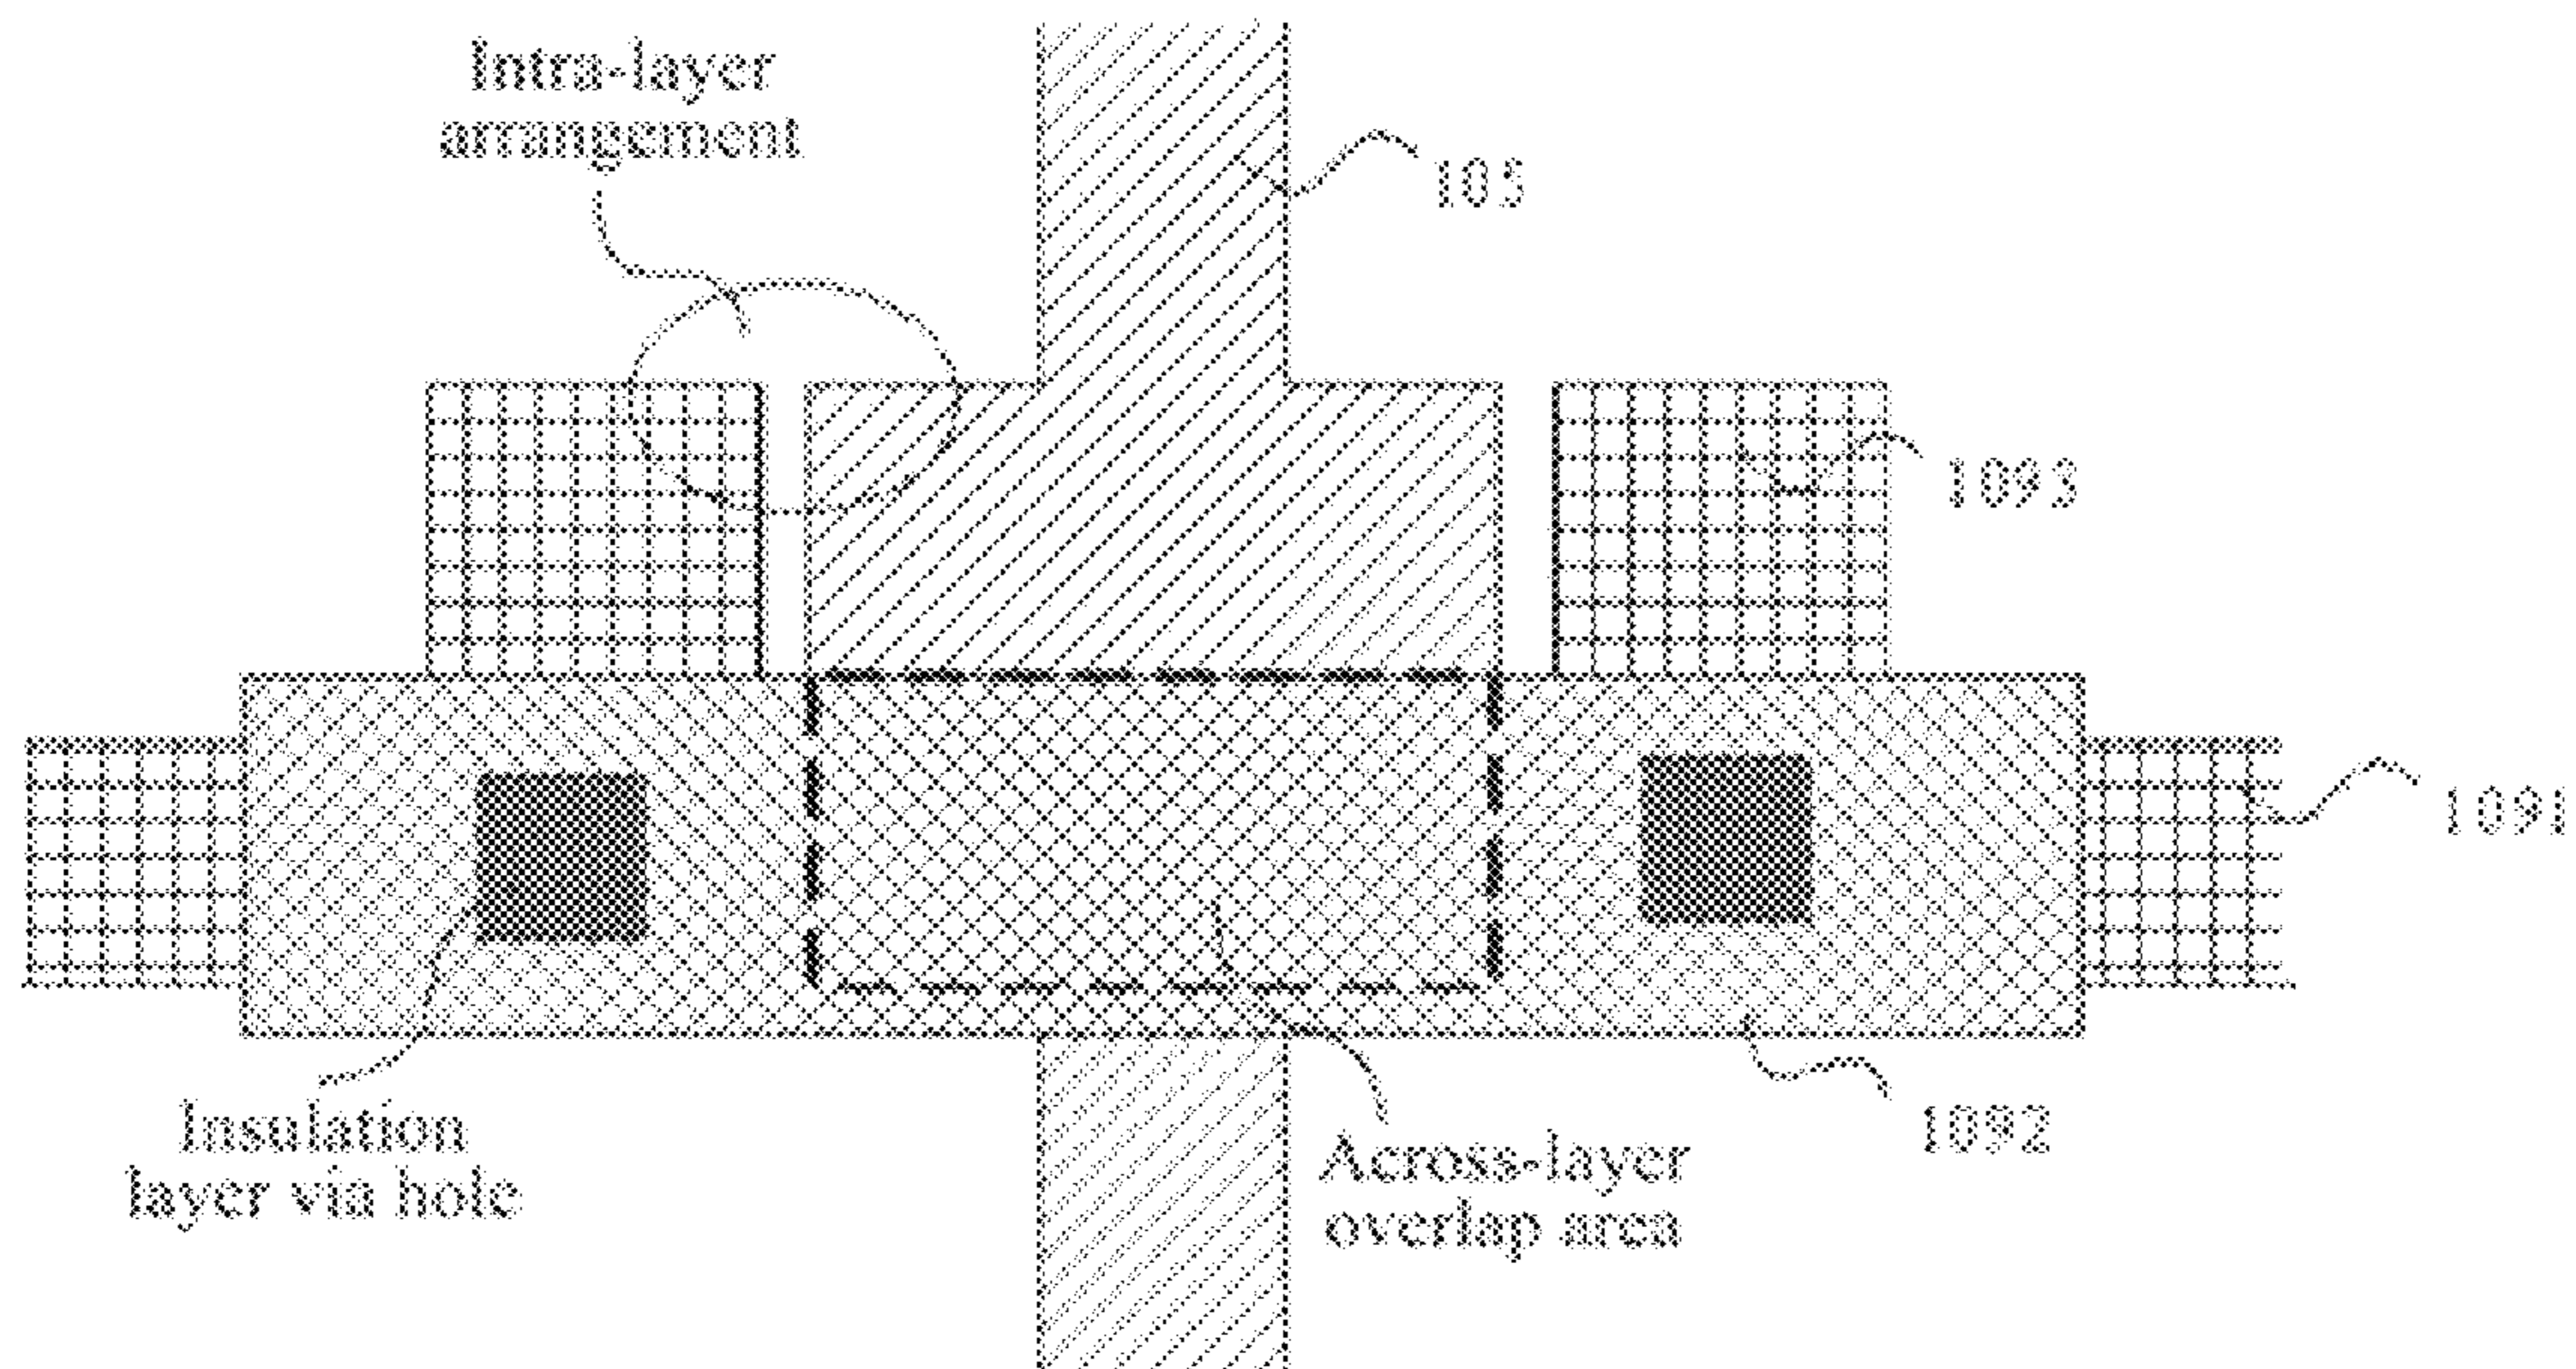 Intra-layer
arrangement
105
1093
1091
Insulation
layer via hole
1092
Across-layer
overlap area